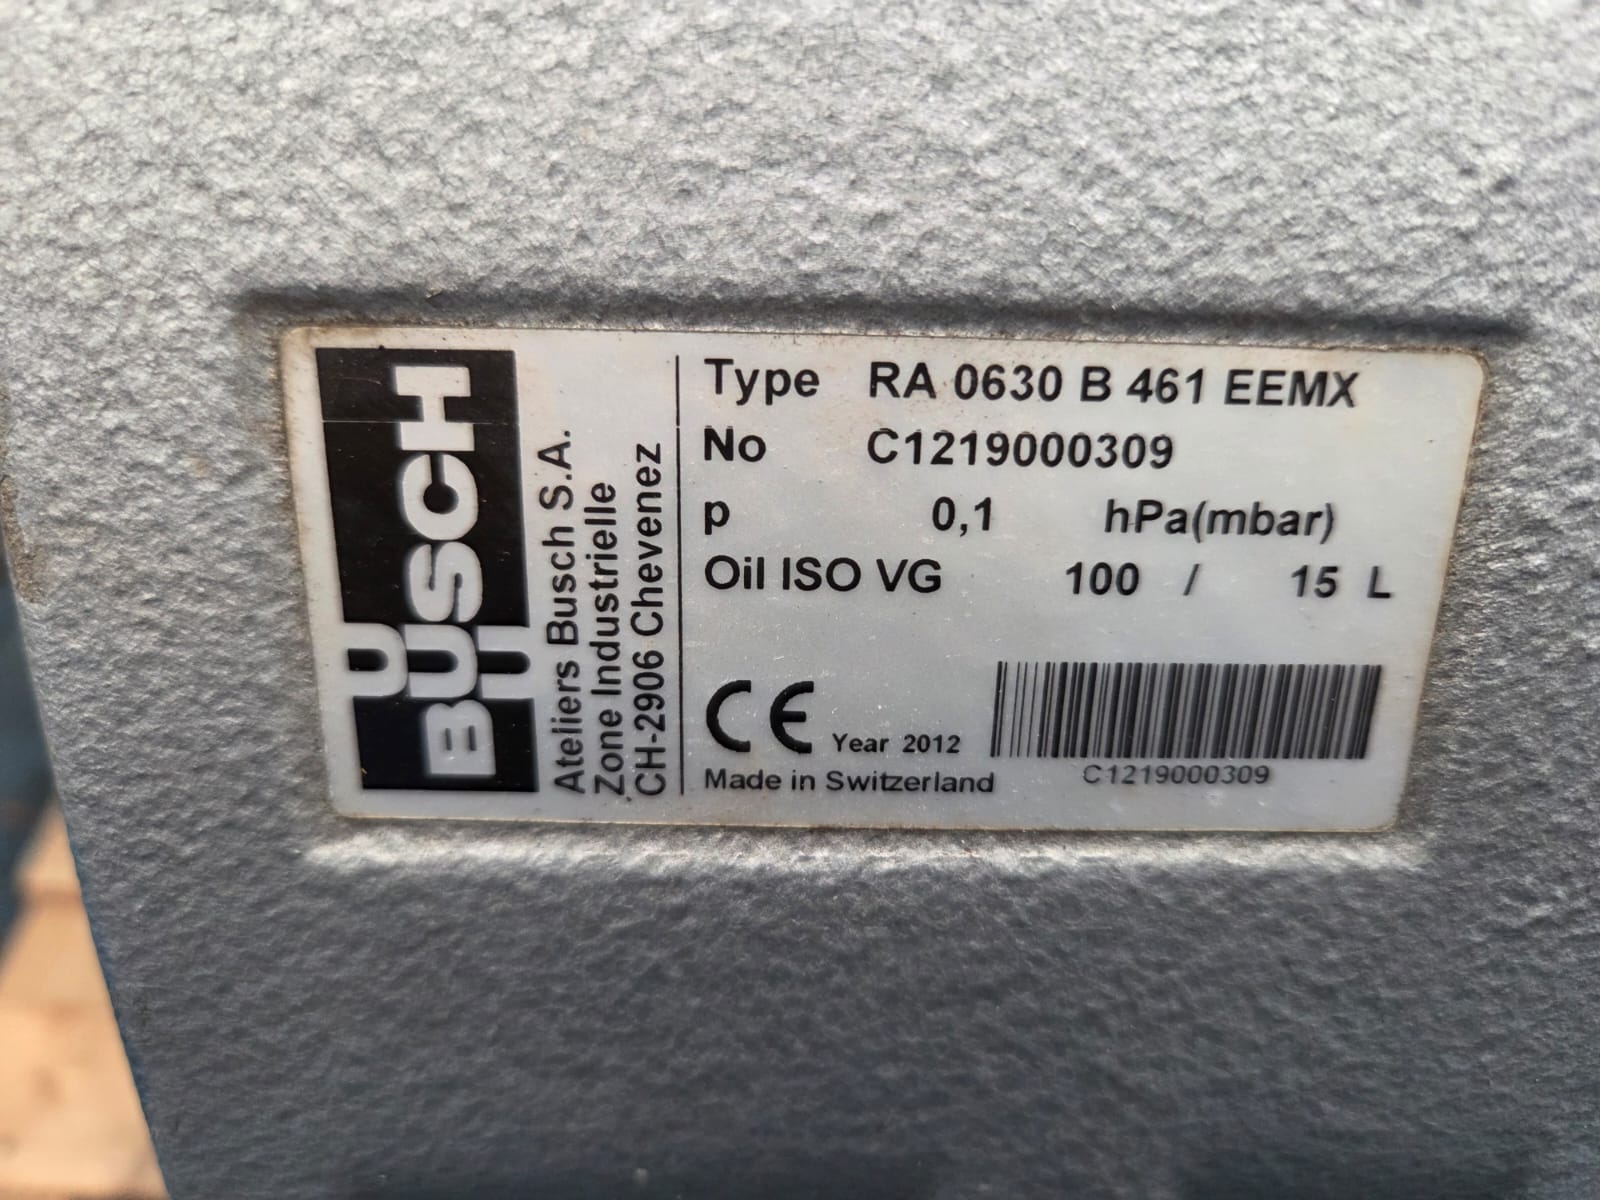 BUSCH
Ateliers Busch S.A.
Zone Industrielle
CH-2906 Chevenez
Type RA 0630 B 461 EEMX
No C1219000309
p 0,1 hPa(mbar)
Oil ISO VG 100 / 15 L
CE Year 2012
Made in Switzerland
C1219000309